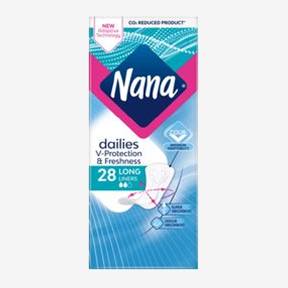 CO₂ REDUCED PRODUCT*
NEW
Adaptive
Technology
Nana
dailies
V-Protection
& Freshness
28 LONG
LINERS